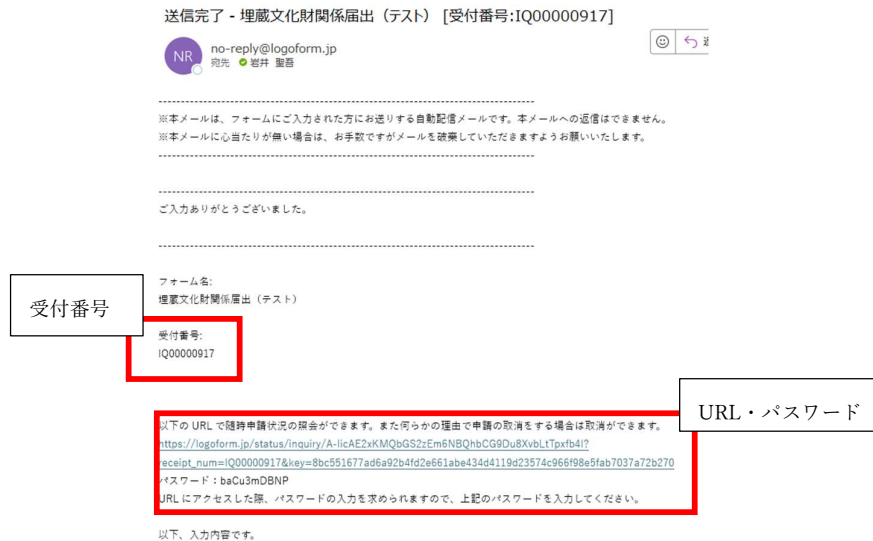 送信完了 - 埋蔵文化財関係届出（テスト） [受付番号:IQ00000917]
NR
no-reply@logoform.jp
宛先 岩井 聖吾
--------------------------------------------------------------------------------------
※本メールは、フォームにご入力された方にお送りする自動配信メールです。本メールへの返信はできません。
※本メールに心当たりが無い場合は、お手数ですがメールを破棄していただきますようお願いいたします。
--------------------------------------------------------------------------------------
--------------------------------------------------------------------------------------
ご入力ありがとうございました。
--------------------------------------------------------------------------------------
フォーム名:
埋蔵文化財関係届出（テスト）
受付番号
受付番号:
IQ00000917
URL・パスワード
以下の URL で随時申請状況の照会ができます。また何らかの理由で申請の取消をする場合は取消ができます。
https://logoform.jp/status/inquiry/A-IicAE2xKMQbGS2zEm6NBQhbCG9Du8XvbLtTpxfb4I?
receipt_num=IQ00000917&key=8bc551677ad6a92b4fd2e661abe434d4119d23574c966f98e5fab7037a72b270
パスワード：baCu3mDBNP
URL にアクセスした際、パスワードの入力を求められますので、上記のパスワードを入力してください。
以下、入力内容です。